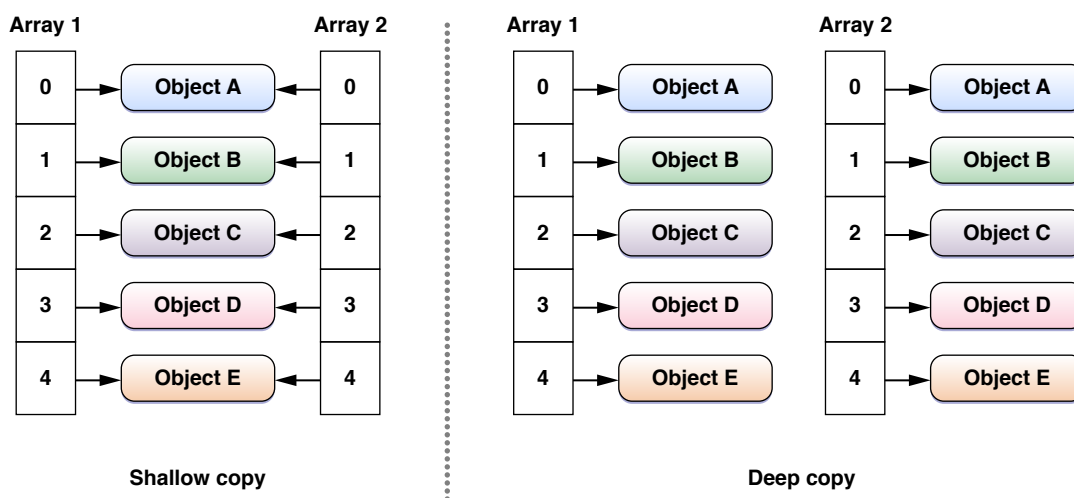 Array 1 Array 2 Array 1 Array 2
0 Object A 0 0 Object A 0 Object A
1 Object B 1 1 Object B 1 Object B
2 Object C 2 2 Object C 2 Object C
3 Object D 3 3 Object D 3 Object D
4 Object E 4 4 Object E 4 Object E
Shallow copy Deep copy